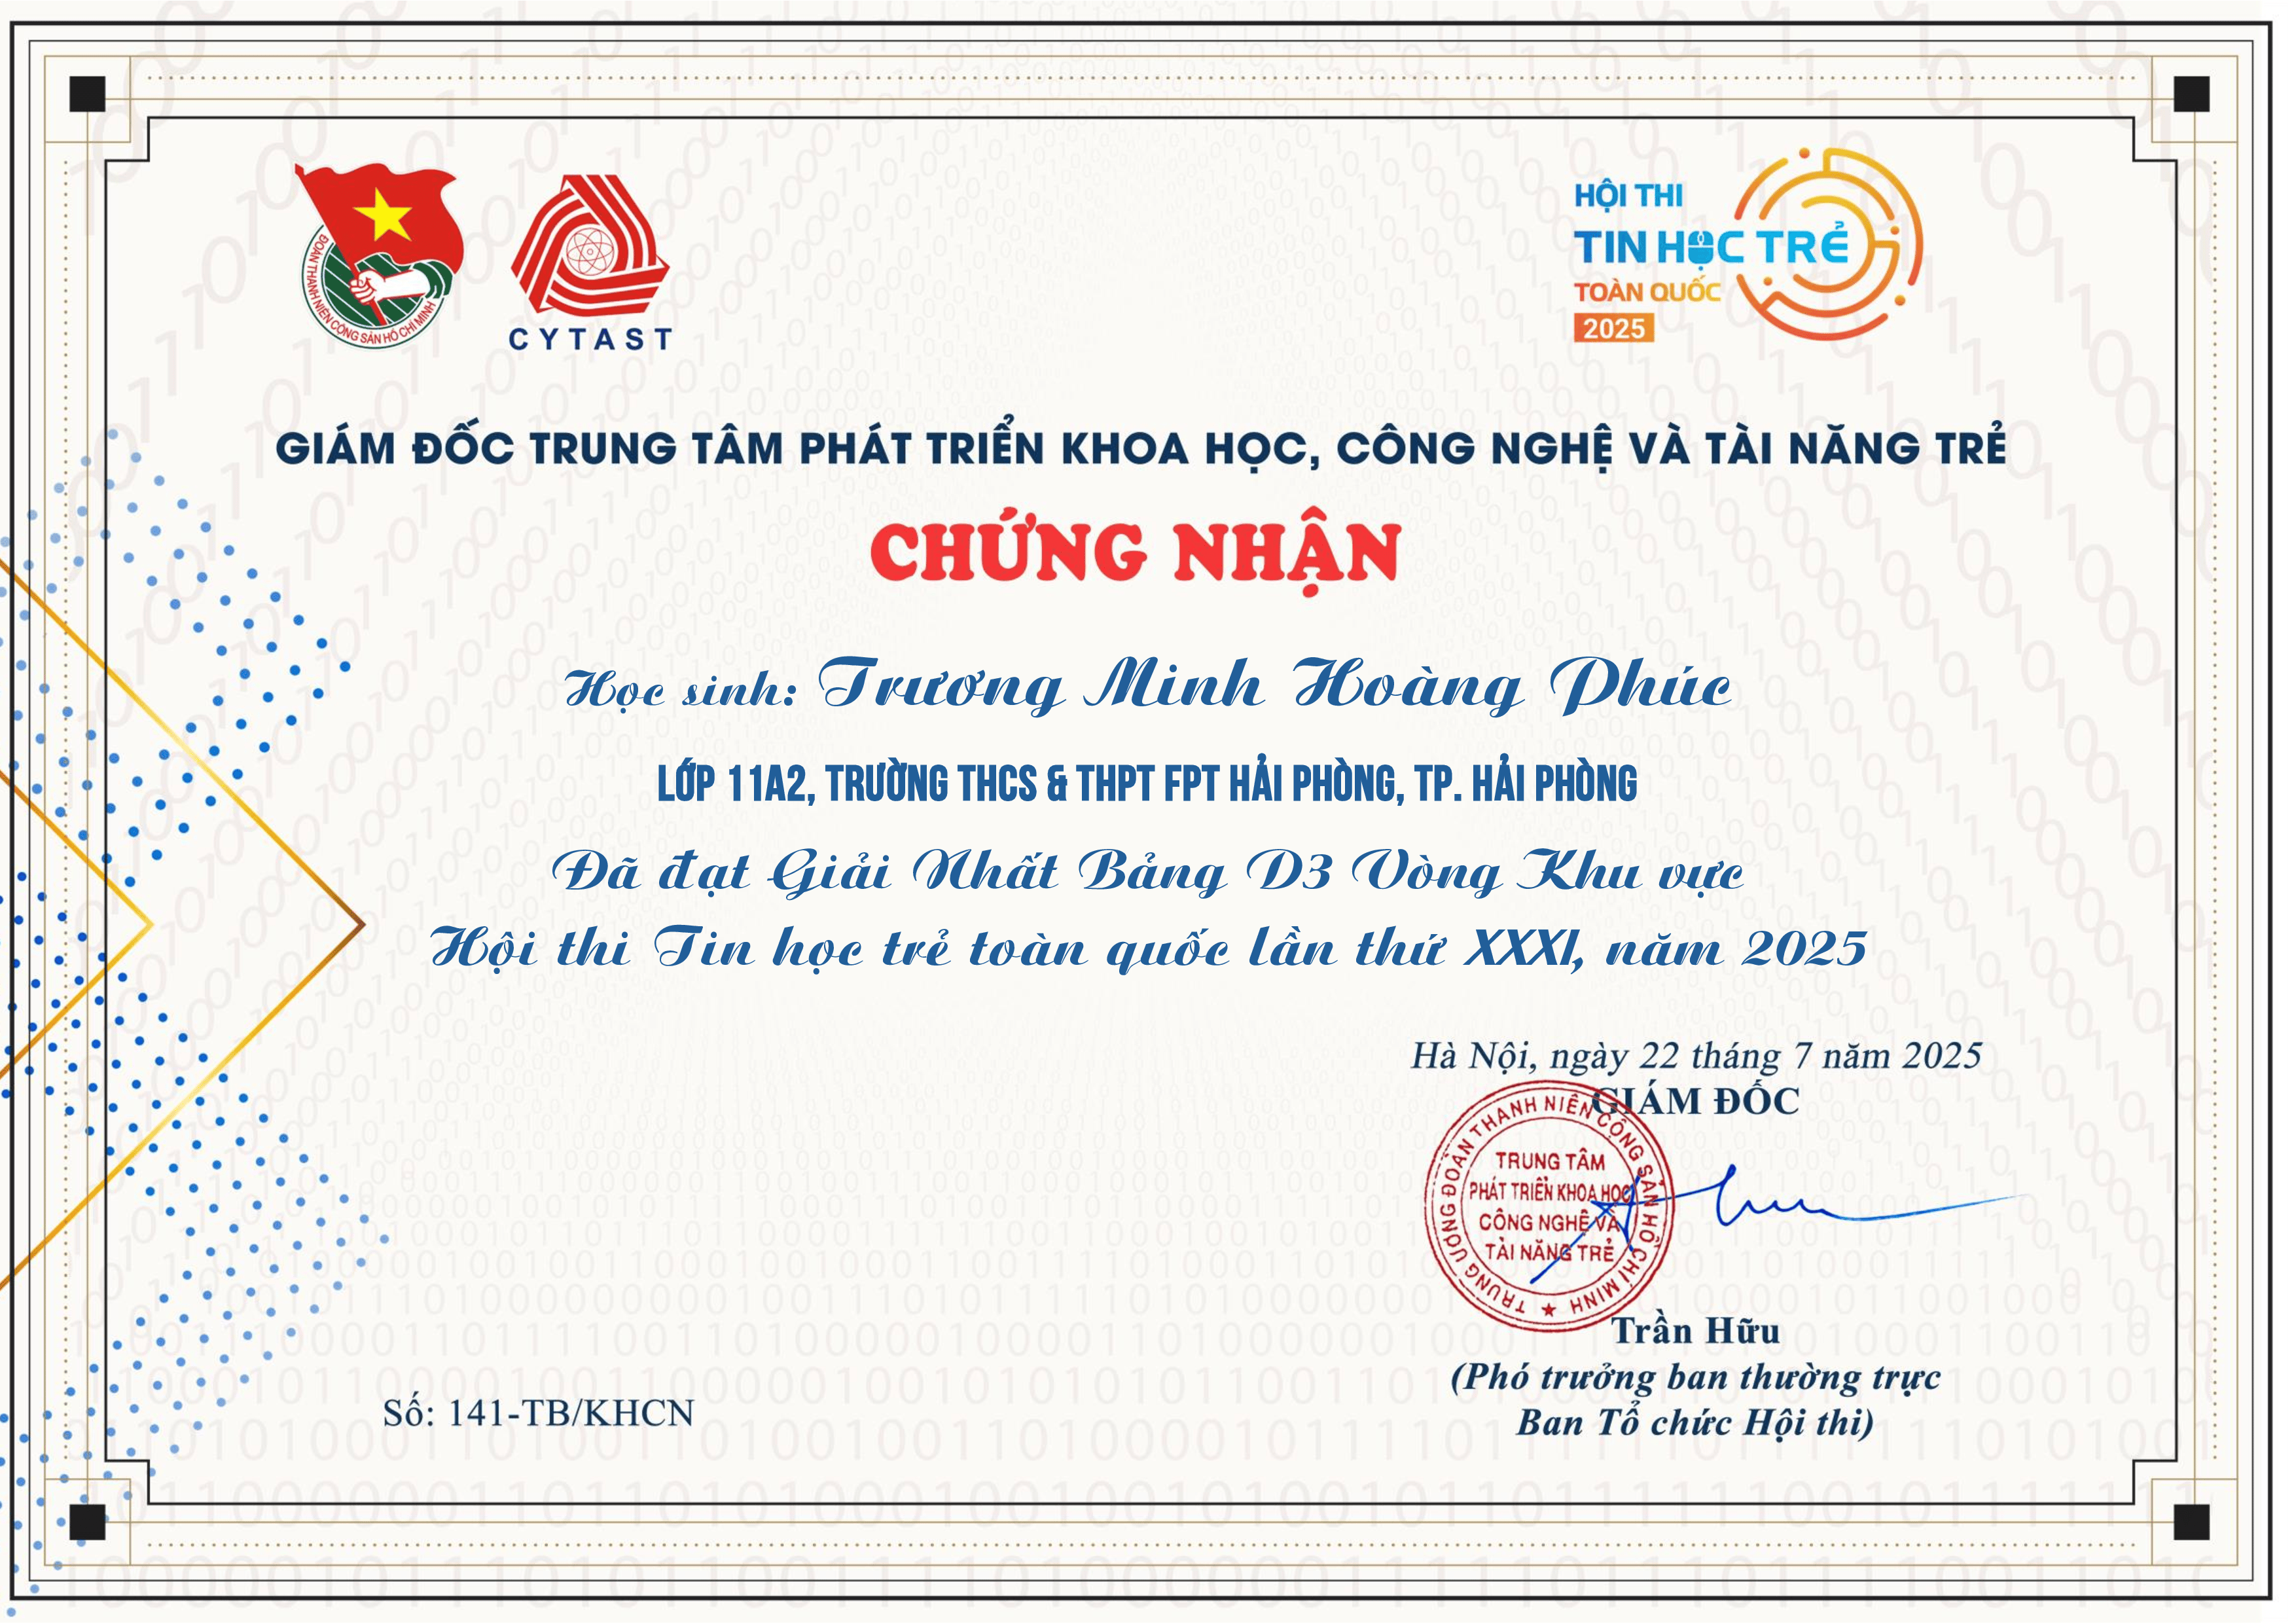 ĐOÀN THANH NIÊN CỘNG SẢN HỒ CHÍ MINH
CYTAST
HỘI THI
TIN HỌC TRẺ
TOÀN QUỐC
2025
GIÁM ĐỐC TRUNG TÂM PHÁT TRIỂN KHOA HỌC, CÔNG NGHỆ VÀ TÀI NĂNG TRẺ
CHỨNG NHẬN
Học sinh: Trương Minh Hoàng Phúc
LỚP 11A2, TRƯỜNG THCS & THPT FPT HẢI PHÒNG, TP. HẢI PHÒNG
Đã đạt Giải Nhất Bảng D3 Vòng Khu vực
Hội thi Tin học trẻ toàn quốc lần thứ XXXI, năm 2025
Hà Nội, ngày 22 tháng 7 năm 2025
GIÁM ĐỐC
TRUNG ƯƠNG ĐOÀN THANH NIÊN CỘNG SẢN HỒ CHÍ MINH
TRUNG TÂM
PHÁT TRIỂN KHOA HỌC
CÔNG NGHỆ VÀ
TÀI NĂNG TRẺ
Trần Hữu
(Phó trưởng ban thường trực
Ban Tổ chức Hội thi)
Số: 141-TB/KHCN